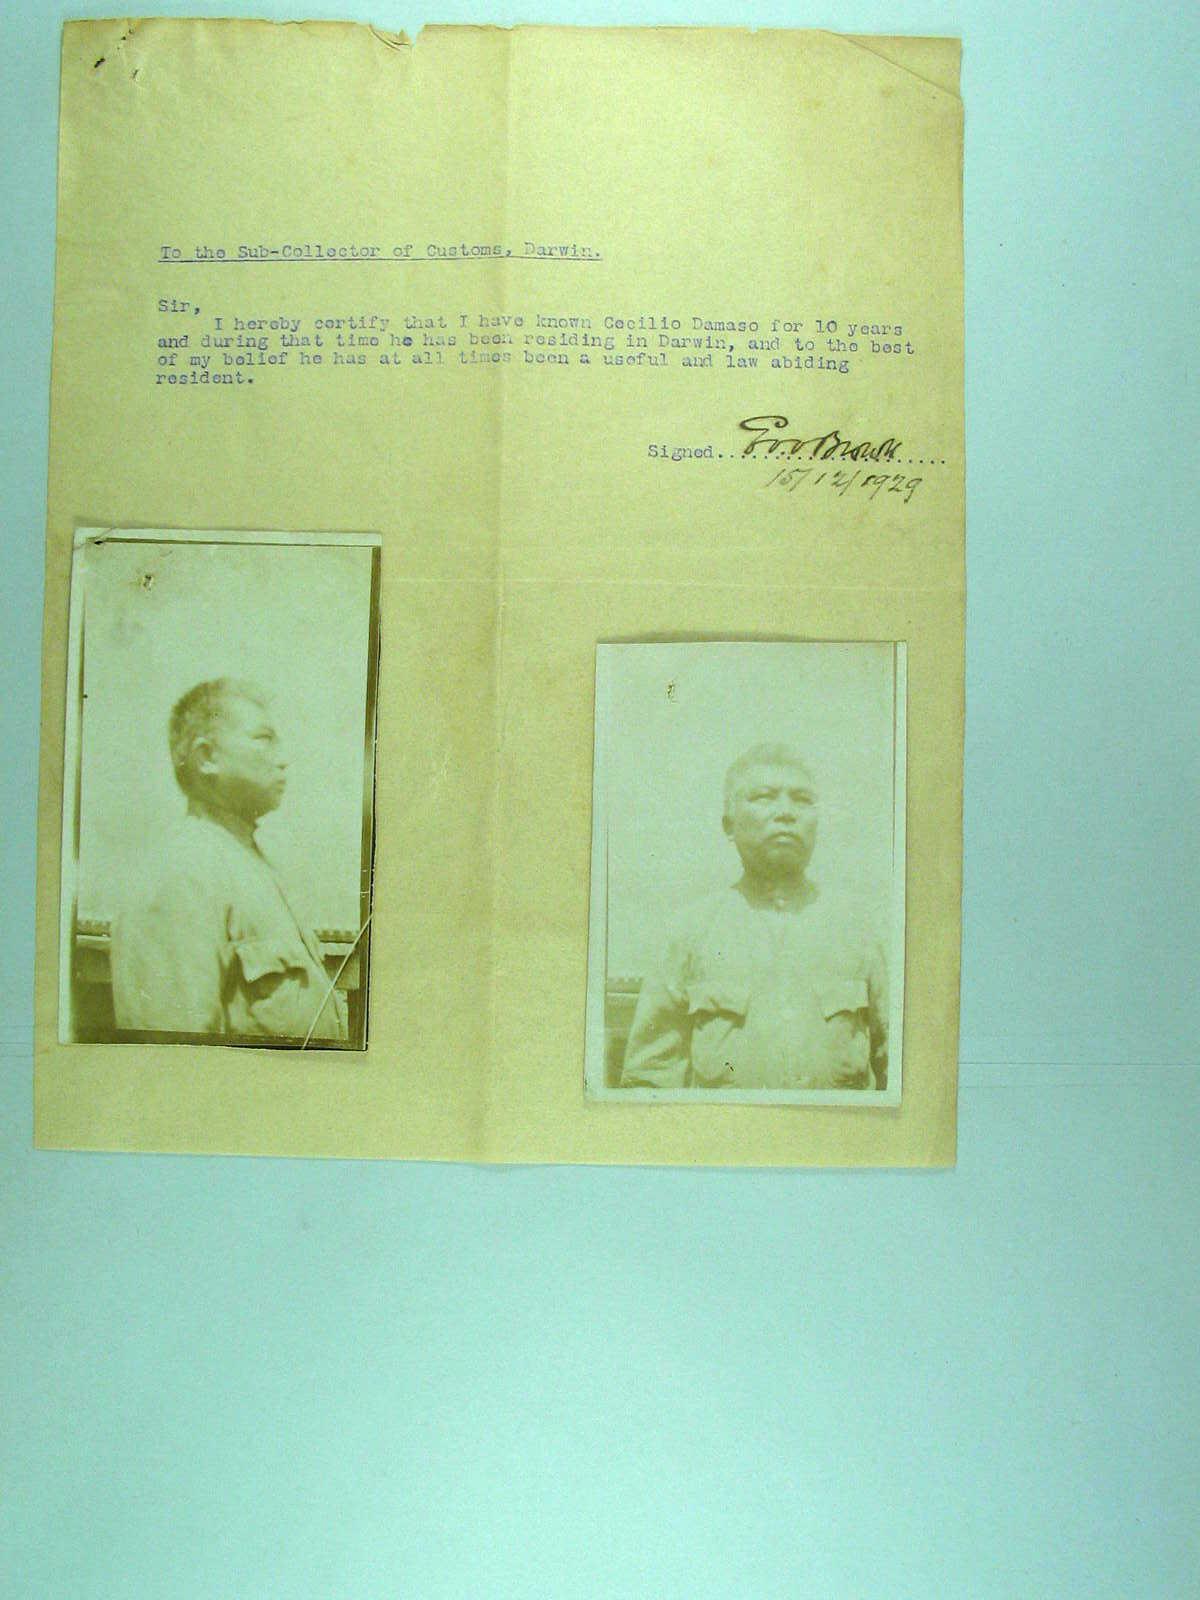 To the Sub-Collector of Customs, Darwin.
Sir,
I hereby certify that I have known Cecilio Damaso for 10 years
and during that time he has been residing in Darwin, and to the best
of my belief he has at all times been a useful and law abiding
resident.
Signed.. Geo Brown .....
15/12/1929